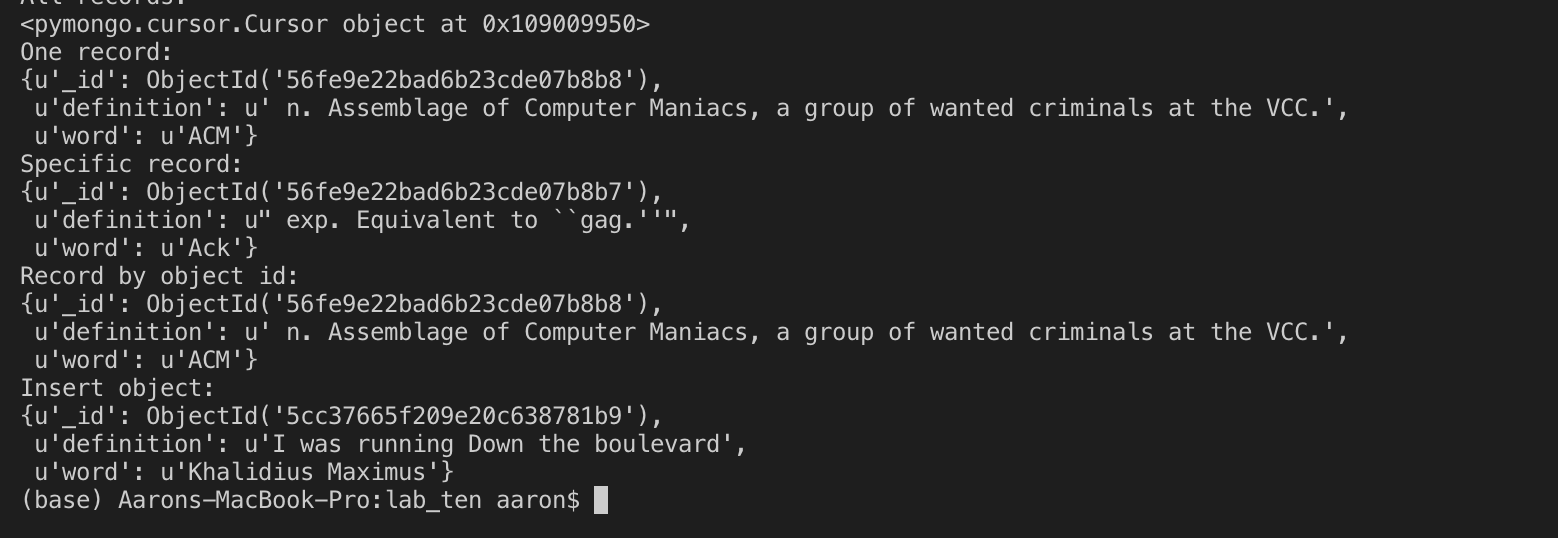 All records:
<pymongo.cursor.Cursor object at 0x109009950>
One record:
{u'_id': ObjectId('56fe9e22bad6b23cde07b8b8'),
 u'definition': u' n. Assemblage of Computer Maniacs, a group of wanted criminals at the VCC.',
 u'word': u'ACM'}
Specific record:
{u'_id': ObjectId('56fe9e22bad6b23cde07b8b7'),
 u'definition': u" exp. Equivalent to ``gag.''",
 u'word': u'Ack'}
Record by object id:
{u'_id': ObjectId('56fe9e22bad6b23cde07b8b8'),
 u'definition': u' n. Assemblage of Computer Maniacs, a group of wanted criminals at the VCC.',
 u'word': u'ACM'}
Insert object:
{u'_id': ObjectId('5cc37665f209e20c638781b9'),
 u'definition': u'I was running Down the boulevard',
 u'word': u'Khalidius Maximus'}
(base) Aarons-MacBook-Pro:lab_ten aaron$